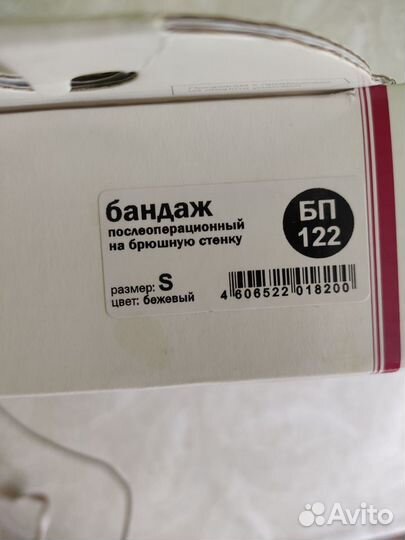 бандаж
послеоперационный
на брюшную стенку
БП
122
размер: S
цвет: бежевый
4 606522 018200
Avito